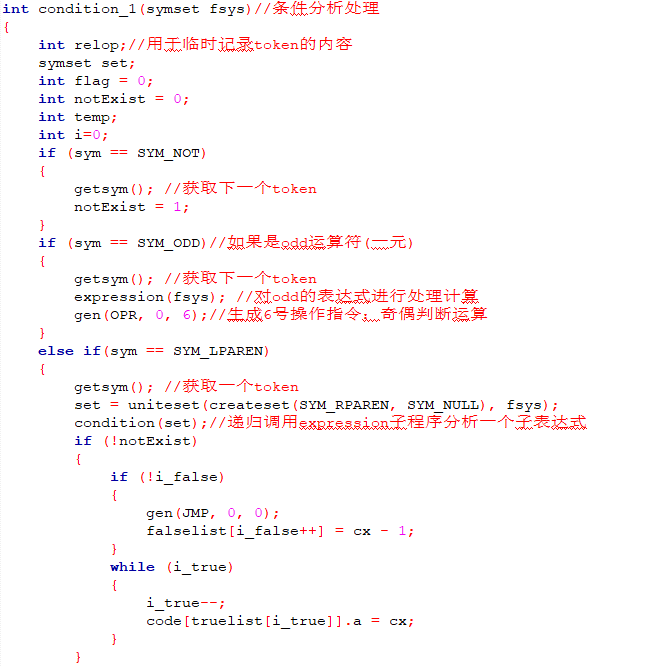 int condition_1(symset fsys)//条件分析处理
{
int relop;//用于临时记录token的内容
symset set;
int flag = 0;
int notExist = 0;
int temp;
int i=0;
if (sym == SYM_NOT)
{
getsym(); //获取下一个token
notExist = 1;
}
if (sym == SYM_ODD)//如果是odd运算符(一元)
{
getsym(); //获取下一个token
expression(fsys); //对odd的表达式进行处理计算
gen(OPR, 0, 6);//生成6号操作指令：奇偶判断运算
}
else if(sym == SYM_LPAREN)
{
getsym(); //获取一个token
set = uniteset(createset(SYM_RPAREN, SYM_NULL), fsys);
condition(set);//递归调用expression子程序分析一个子表达式
if (!notExist)
{
if (!i_false)
{
gen(JMP, 0, 0);
falselist[i_false++] = cx - 1;
}
while (i_true)
{
i_true--;
code[truelist[i_true]].a = cx;
}
}